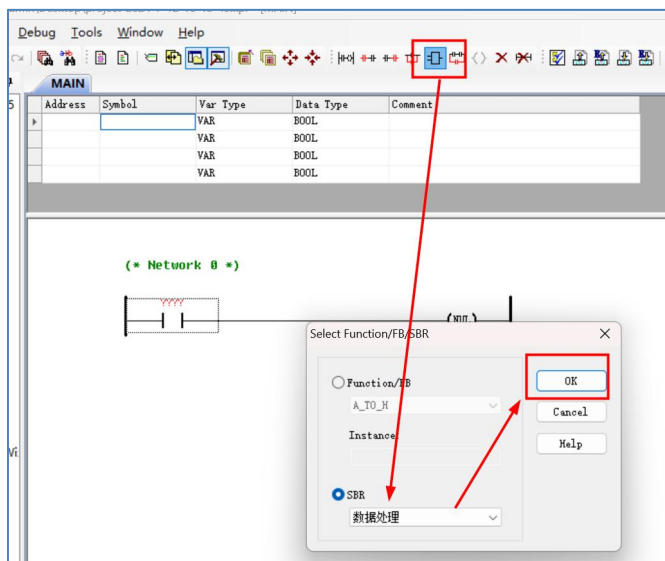 Debug Tools Window Help
MAIN
Address Symbol Var Type Data Type Comment
VAR BOOL
VAR BOOL
VAR BOOL
VAR BOOL
(* Network 0 *)
????
(NUL)
Select Function/FB/SBR
Function/FB
OK
A_TO_H
Cancel
Instance
Help
SBR
数据处理